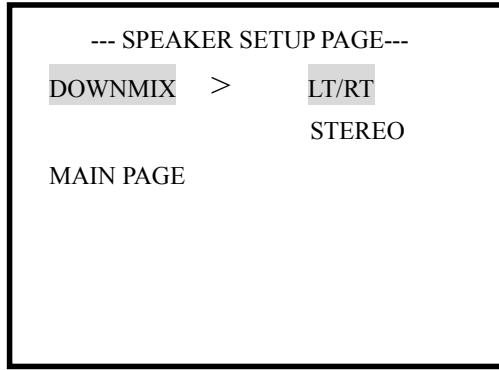 --- SPEAKER SETUP PAGE---
DOWNMIX > LT/RT
STEREO
MAIN PAGE